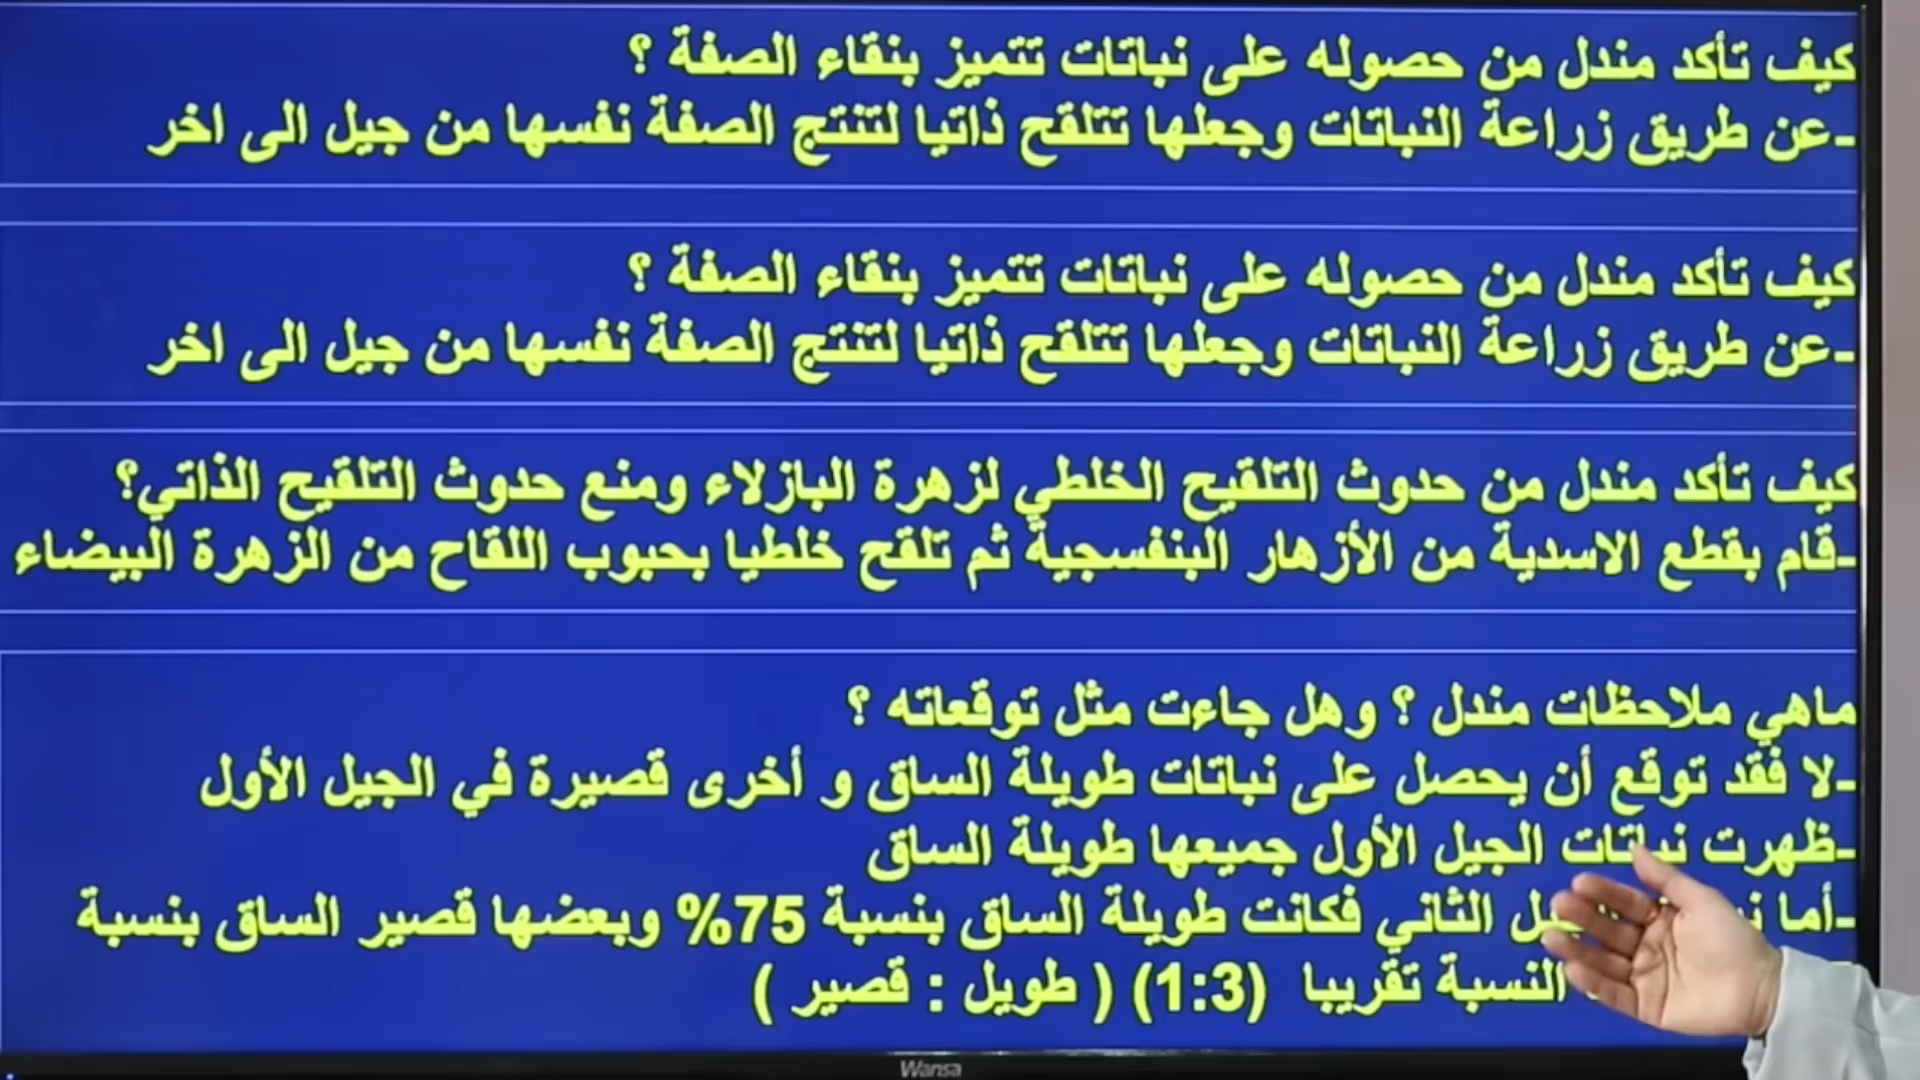 كيف تأكد مندل من حصوله على نباتات تتميز بنقاء الصفة ؟
-عن طريق زراعة النباتات وجعلها تتلقح ذاتيا لتنتج الصفة نفسها من جيل الى اخر
كيف تأكد مندل من حصوله على نباتات تتميز بنقاء الصفة ؟
-عن طريق زراعة النباتات وجعلها تتلقح ذاتيا لتنتج الصفة نفسها من جيل الى اخر
كيف تأكد مندل من حدوث التلقيح الخلطي لزهرة البازلاء ومنع حدوث التلقيح الذاتي؟
-قام بقطع الاسدية من الأزهار البنفسجية ثم تلقح خلطيا بحبوب اللقاح من الزهرة البيضاء
ماهي ملاحظات مندل ؟ وهل جاءت مثل توقعاته ؟
-لا فقد توقع أن يحصل على نباتات طويلة الساق و أخرى قصيرة في الجيل الأول
-ظهرت نباتات الجيل الأول جميعها طويلة الساق
-أما الثاني فكانت طويلة الساق بنسبة 75% وبعضها قصير الساق بنسبة
النسبة تقريبا (1:3) ( طويل : قصير )
Wansa